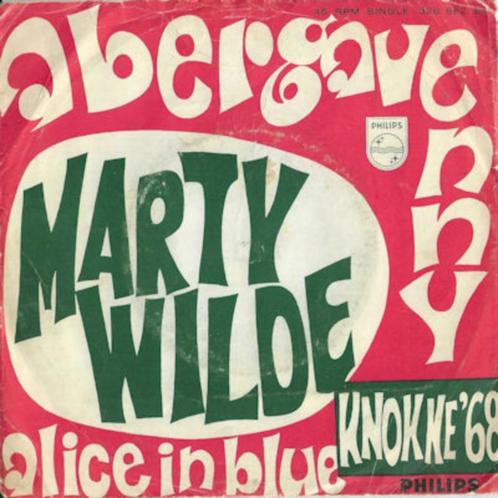 45 RPM SINGLE
abergavenny
PHILIPS
MARTY
WILDE
KNOKKE'68
alice in blue
PHILIPS